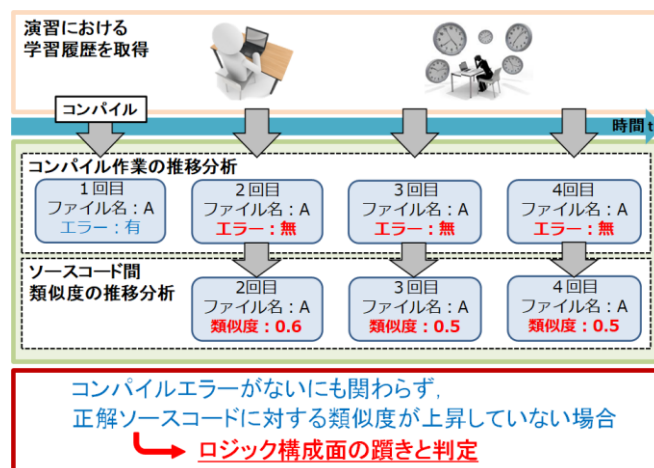 演習における
学習履歴を取得
コンパイル
時間 t
コンパイル作業の推移分析
1回目
ファイル名：A
エラー：有
2回目
ファイル名：A
エラー：無
3回目
ファイル名：A
エラー：無
4回目
ファイル名：A
エラー：無
ソースコード間
類似度の推移分析
2回目
ファイル名：A
類似度：0.6
3回目
ファイル名：A
類似度：0.5
4回目
ファイル名：A
類似度：0.5
コンパイルエラーがないにも関わらず，
正解ソースコードに対する類似度が上昇していない場合
ロジック構成面の躓きと判定